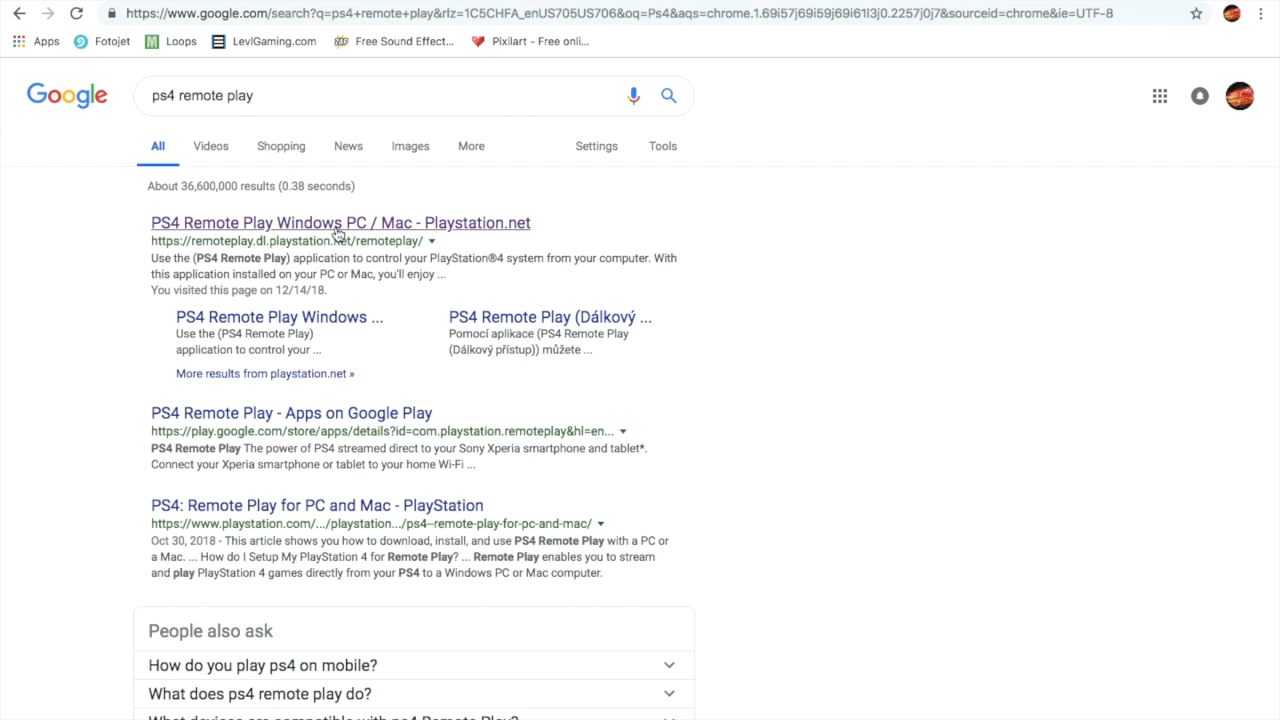 https://www.google.com/search?q=ps4+remote+play&rlz=1C5CHFA_enUS705US706&oq=Ps4&aqs=chrome.1.69i57j69i59j69i61l3j0.2257j0j7&sourceid=chrome&ie=UTF-8
Apps Fotojet Loops LevlGaming.com Free Sound Effect... Pixilart - Free onli...
Google ps4 remote play
All Videos Shopping News Images More Settings Tools
About 36,600,000 results (0.38 seconds)
PS4 Remote Play Windows PC / Mac - Playstation.net
https://remoteplay.dl.playstation.net/remoteplay/
Use the (PS4 Remote Play) application to control your PlayStation®4 system from your computer. With
this application installed on your PC or Mac, you'll enjoy ...
You visited this page on 12/14/18.
PS4 Remote Play Windows ...
Use the (PS4 Remote Play)
application to control your ...
PS4 Remote Play (Dálkový ...
Pomocí aplikace (PS4 Remote Play
(Dálkový přístup)) můžete ...
More results from playstation.net »
PS4 Remote Play - Apps on Google Play
https://play.google.com/store/apps/details?id=com.playstation.remoteplay&hl=en...
PS4 Remote Play The power of PS4 streamed direct to your Sony Xperia smartphone and tablet*.
Connect your Xperia smartphone or tablet to your home Wi-Fi ...
PS4: Remote Play for PC and Mac - PlayStation
https://www.playstation.com/.../playstation.../ps4--remote-play-for-pc-and-mac/
Oct 30, 2018 - This article shows you how to download, install, and use PS4 Remote Play with a PC or
a Mac. ... How do I Setup My PlayStation 4 for Remote Play? ... Remote Play enables you to stream
and play PlayStation 4 games directly from your PS4 to a Windows PC or Mac computer.
People also ask
How do you play ps4 on mobile?
What does ps4 remote play do?
What devices are compatible with ps4 Remote Play?